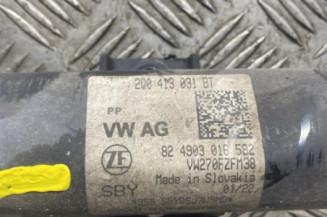 2Q0 413 031 BT
PP
VW AG
ZF
82 4903 016 582
VW270FZFM38
SBY
Made in Slovakia
01/22